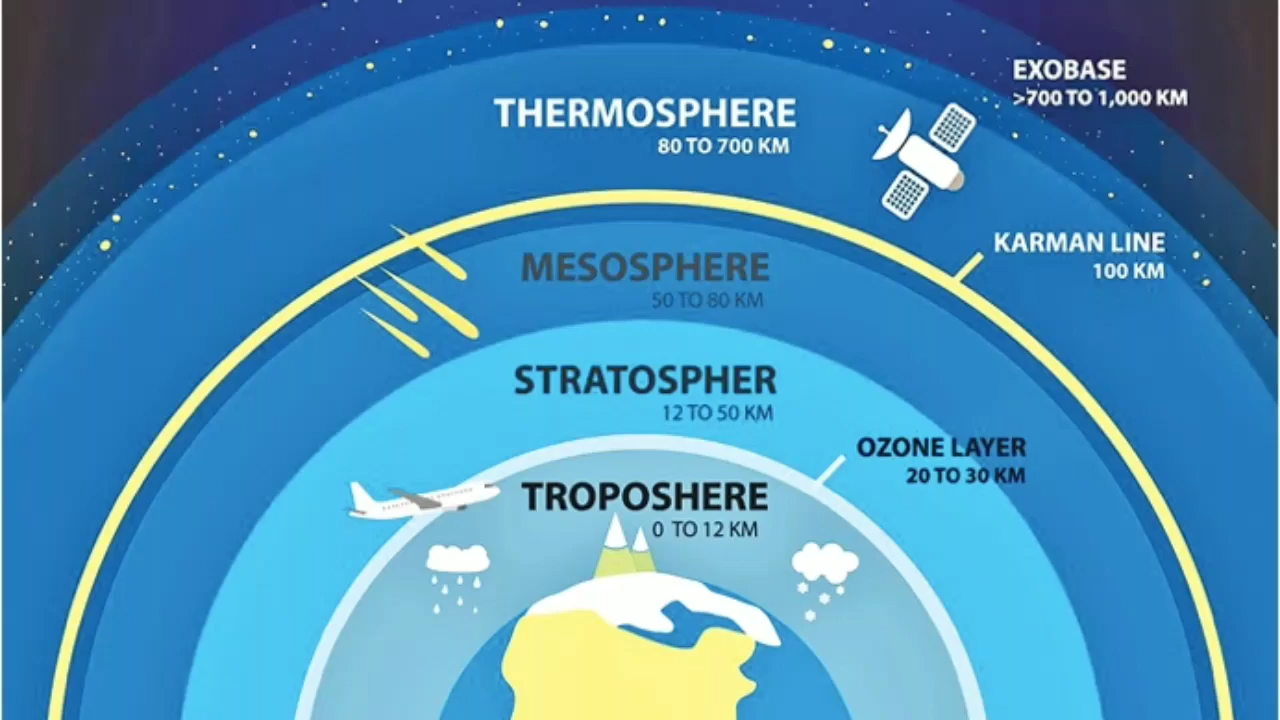 EXOBASE
>700 TO 1,000 KM
THERMOSPHERE
80 TO 700 KM
KARMAN LINE
100 KM
MESOSPHERE
50 TO 80 KM
STRATOSPHER
12 TO 50 KM
OZONE LAYER
20 TO 30 KM
TROPOSHERE
0 TO 12 KM